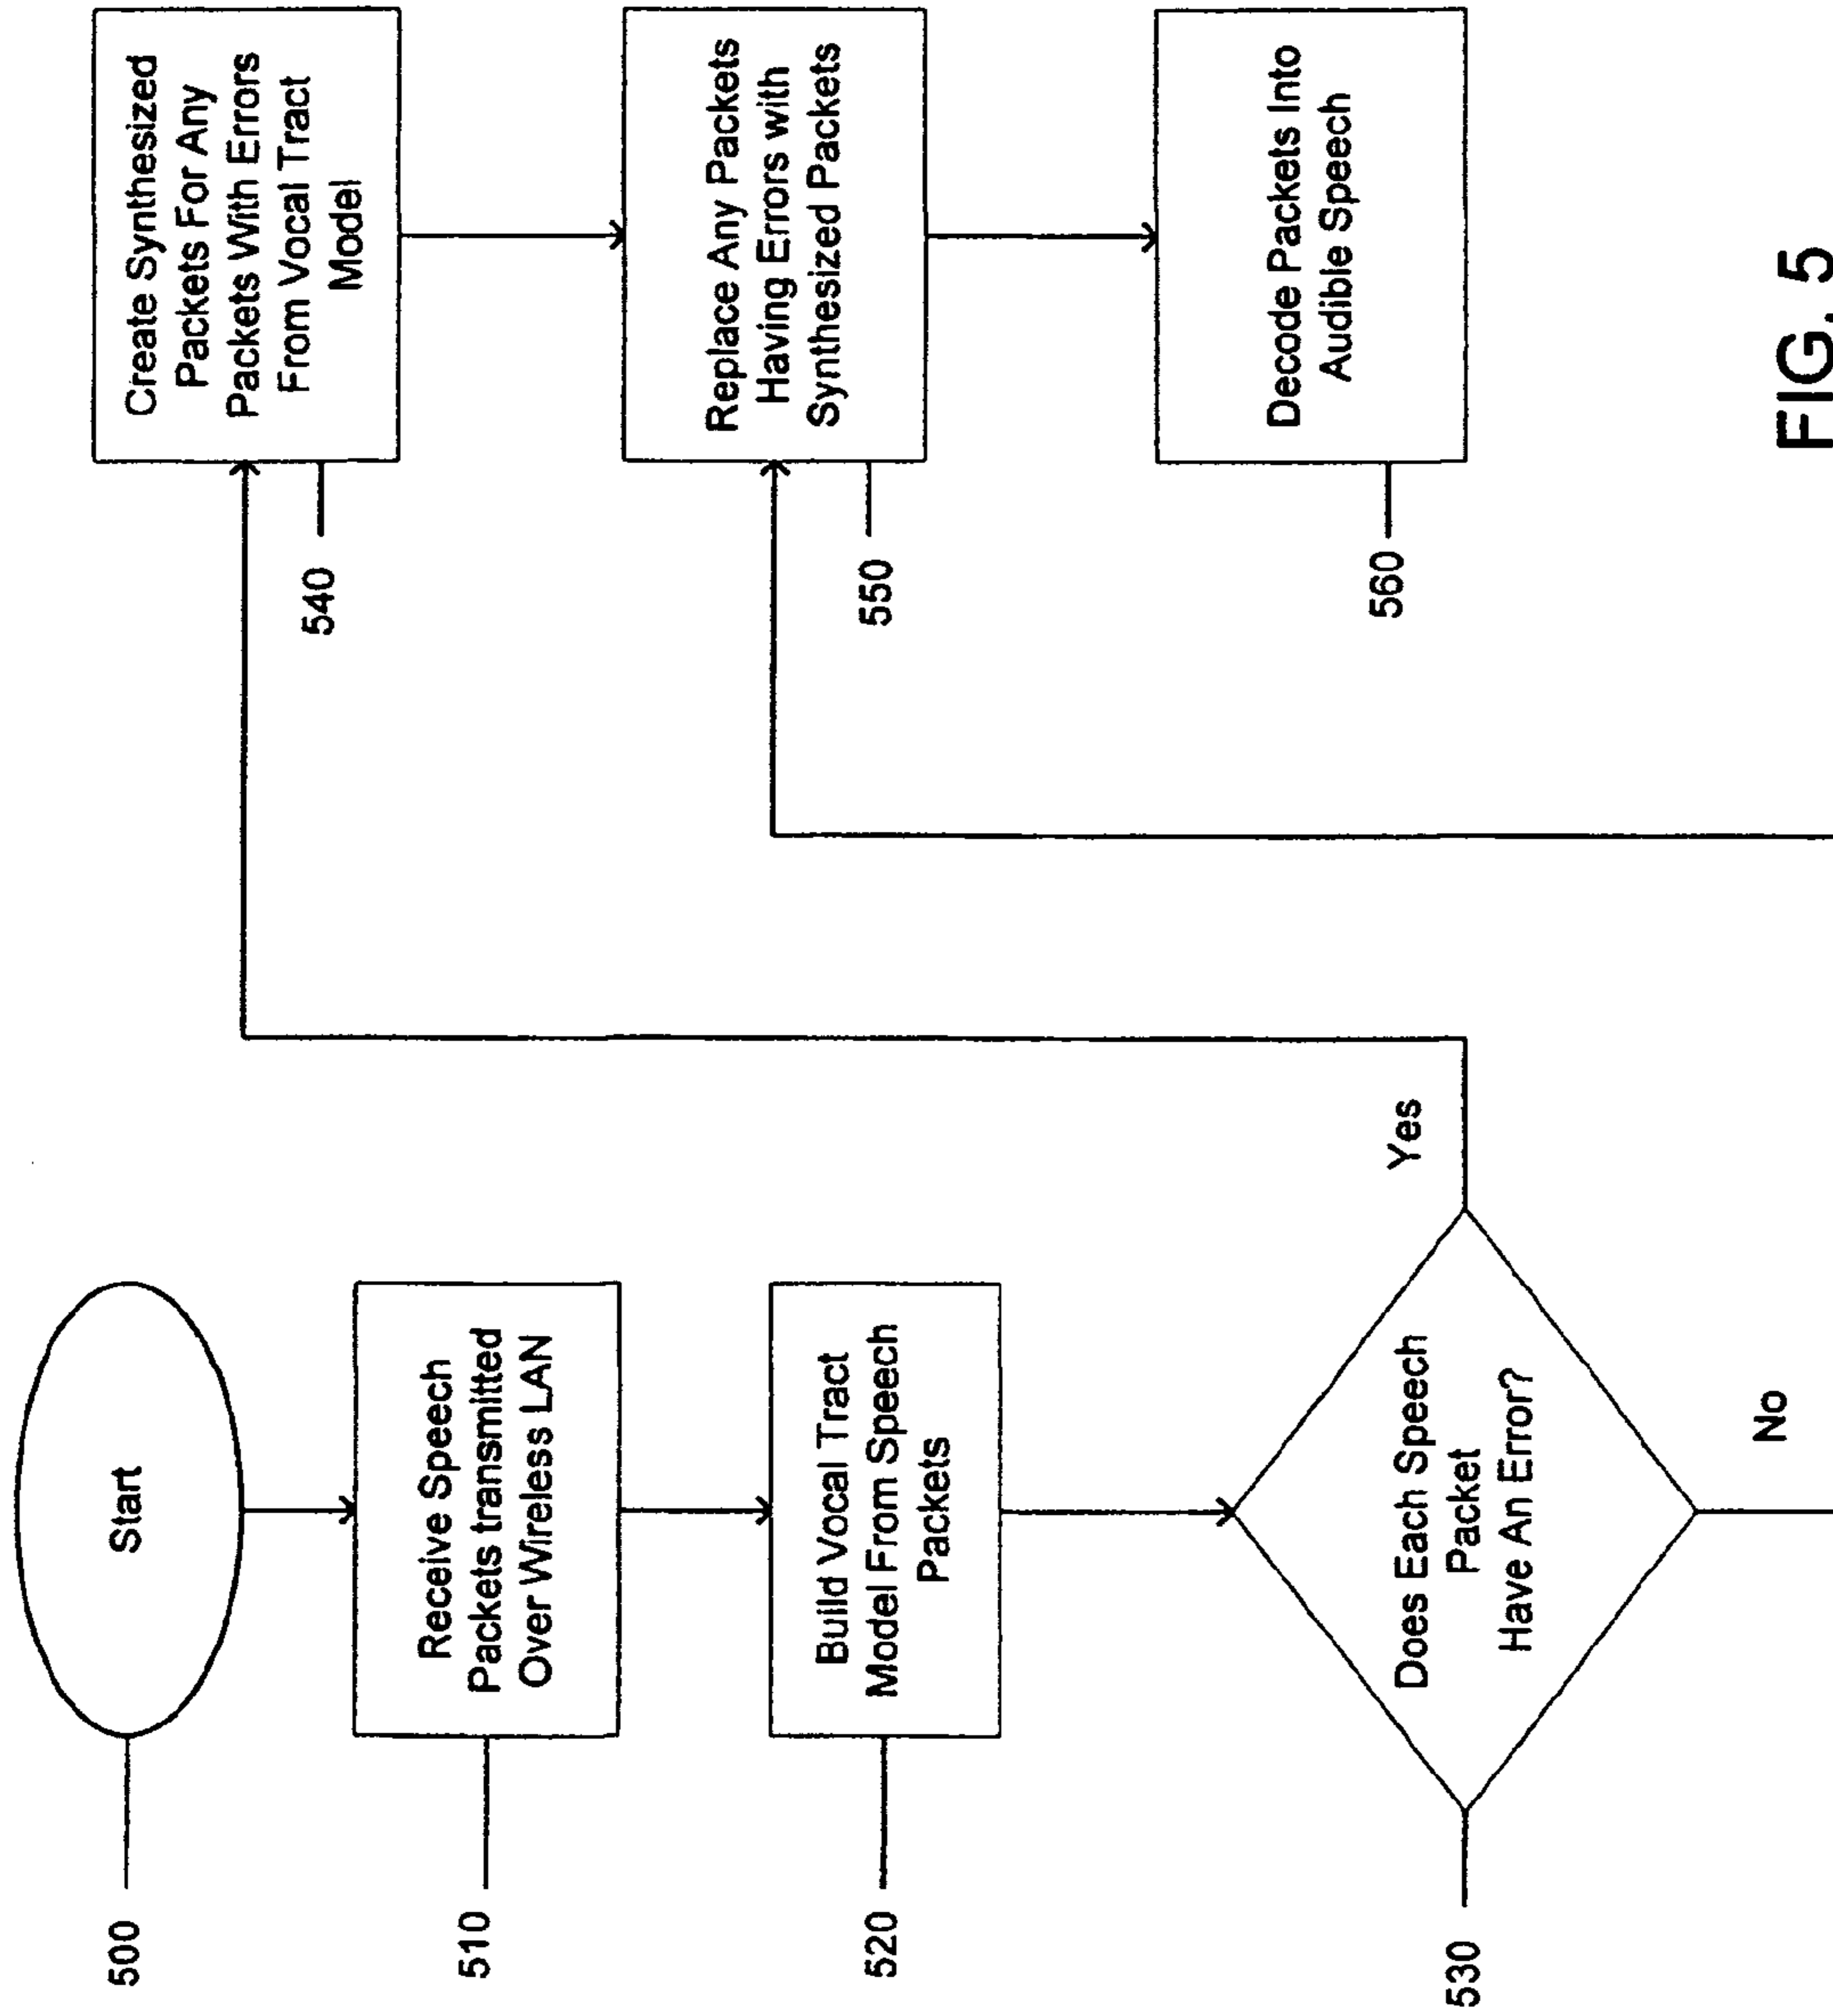 500
Start
510
Receive Speech
Packets transmitted
Over Wireless LAN
520
Build Vocal Tract
Model From Speech
Packets
530
Does Each Speech
Packet
Have An Error?
Yes
No
540
Create Synthesized
Packets For Any
Packets With Errors
From Vocal Tract
Model
550
Replace Any Packets
Having Errors with
Synthesized Packets
560
Decode Packets Into
Audible Speech
FIG. 5